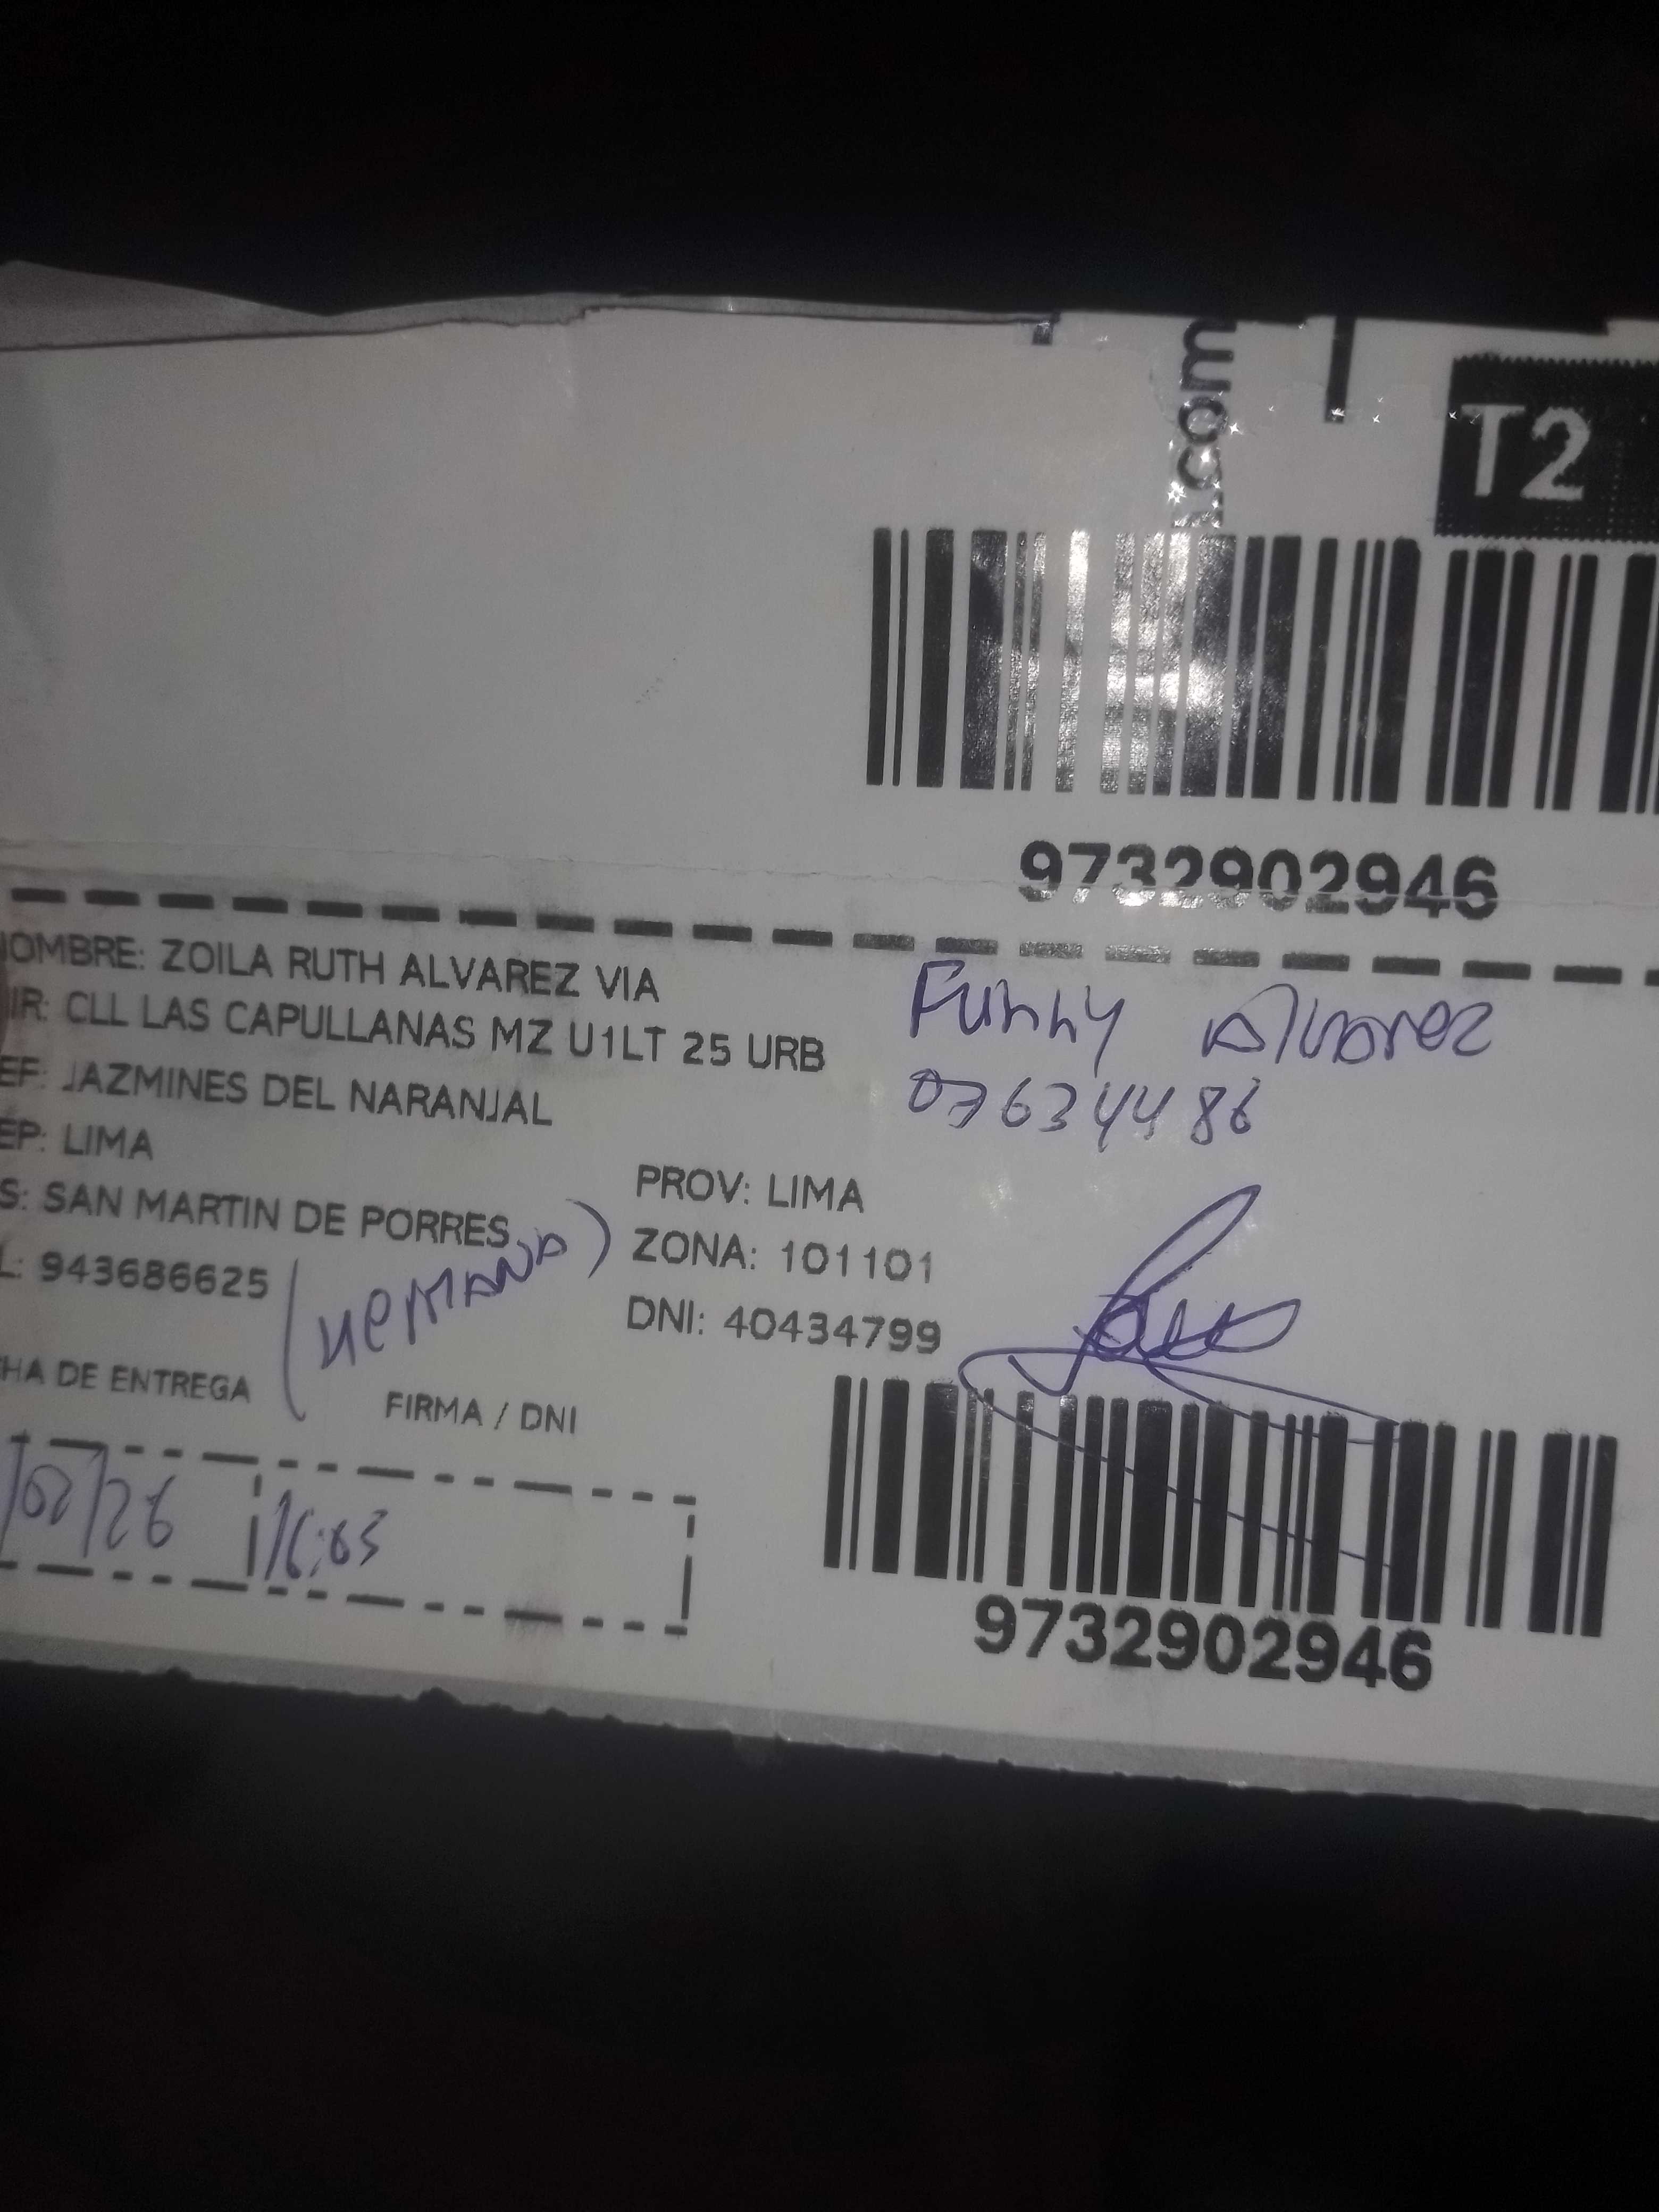 .com
T2
9732902946
NOMBRE: ZOILA RUTH ALVAREZ VIA
IR: CLL LAS CAPULLANAS MZ U1LT 25 URB
EF: JAZMINES DEL NARANJAL
EP: LIMA
PROV: LIMA
S: SAN MARTIN DE PORRES
ZONA: 101101
L: 943686625
DNI: 40434799
(HERMANA)
Funny Alvarez
07634486
HA DE ENTREGA
FIRMA / DNI
/02/26
16:03
9732902946